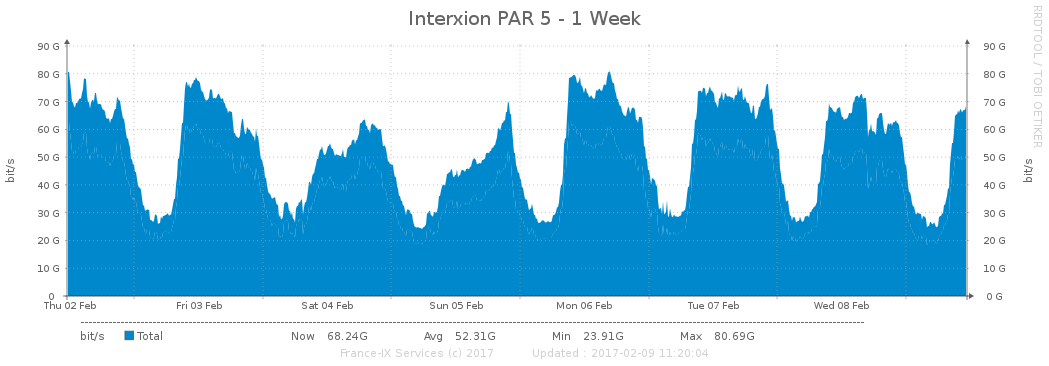 Interxion PAR 5 - 1 Week
RRDTOOL / TOBI OETIKER
bit/s
bit/s
90 G 90 G
80 G 80 G
70 G 70 G
60 G 60 G
50 G 50 G
40 G 40 G
30 G 30 G
20 G 20 G
10 G 10 G
0 0 G
Thu 02 Feb Fri 03 Feb Sat 04 Feb Sun 05 Feb Mon 06 Feb Tue 07 Feb Wed 08 Feb
bit/s Total Now 68.24G Avg 52.31G Min 23.91G Max 80.69G
France-IX Services (c) 2017 Updated : 2017-02-09 11:20:04